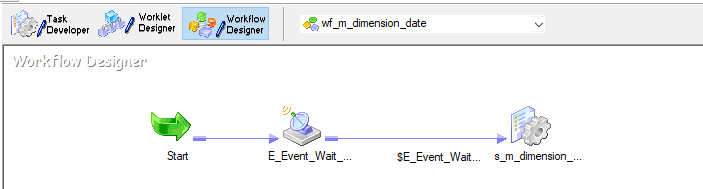 Task
Developer
Worklet
Designer
Workflow
Designer
wf_m_dimension_date
Workflow Designer
Start
E_Event_Wait_...
$E_Event_Wait...
s_m_dimension_...